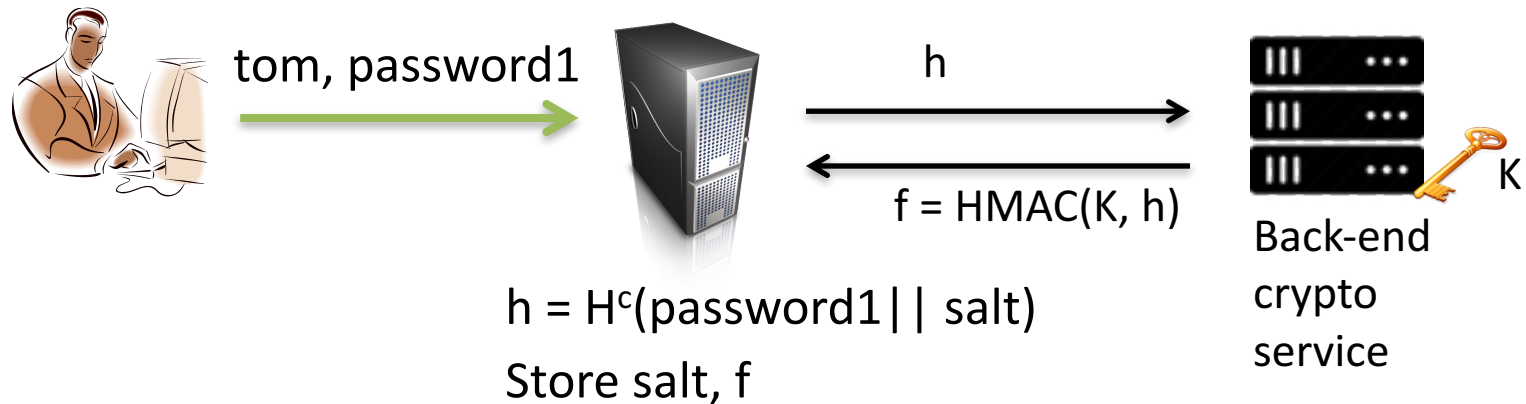 tom, password1
h
f = HMAC(K, h)
K
Back-end
crypto
service
h = Hᶜ(password1|| salt)
Store salt, f